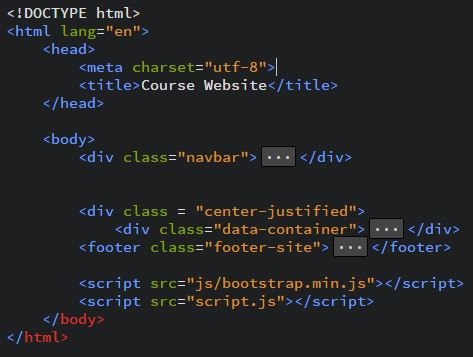 <!DOCTYPE html>
<html lang="en">
    <head>
        <meta charset="utf-8">
        <title>Course Website</title>
    </head>

    <body>
        <div class="navbar">...</div>


        <div class = "center-justified">
            <div class="data-container">...</div>
        <footer class="footer-site">...</footer>

        <script src="js/bootstrap.min.js"></script>
        <script src="script.js"></script>
    </body>
</html>